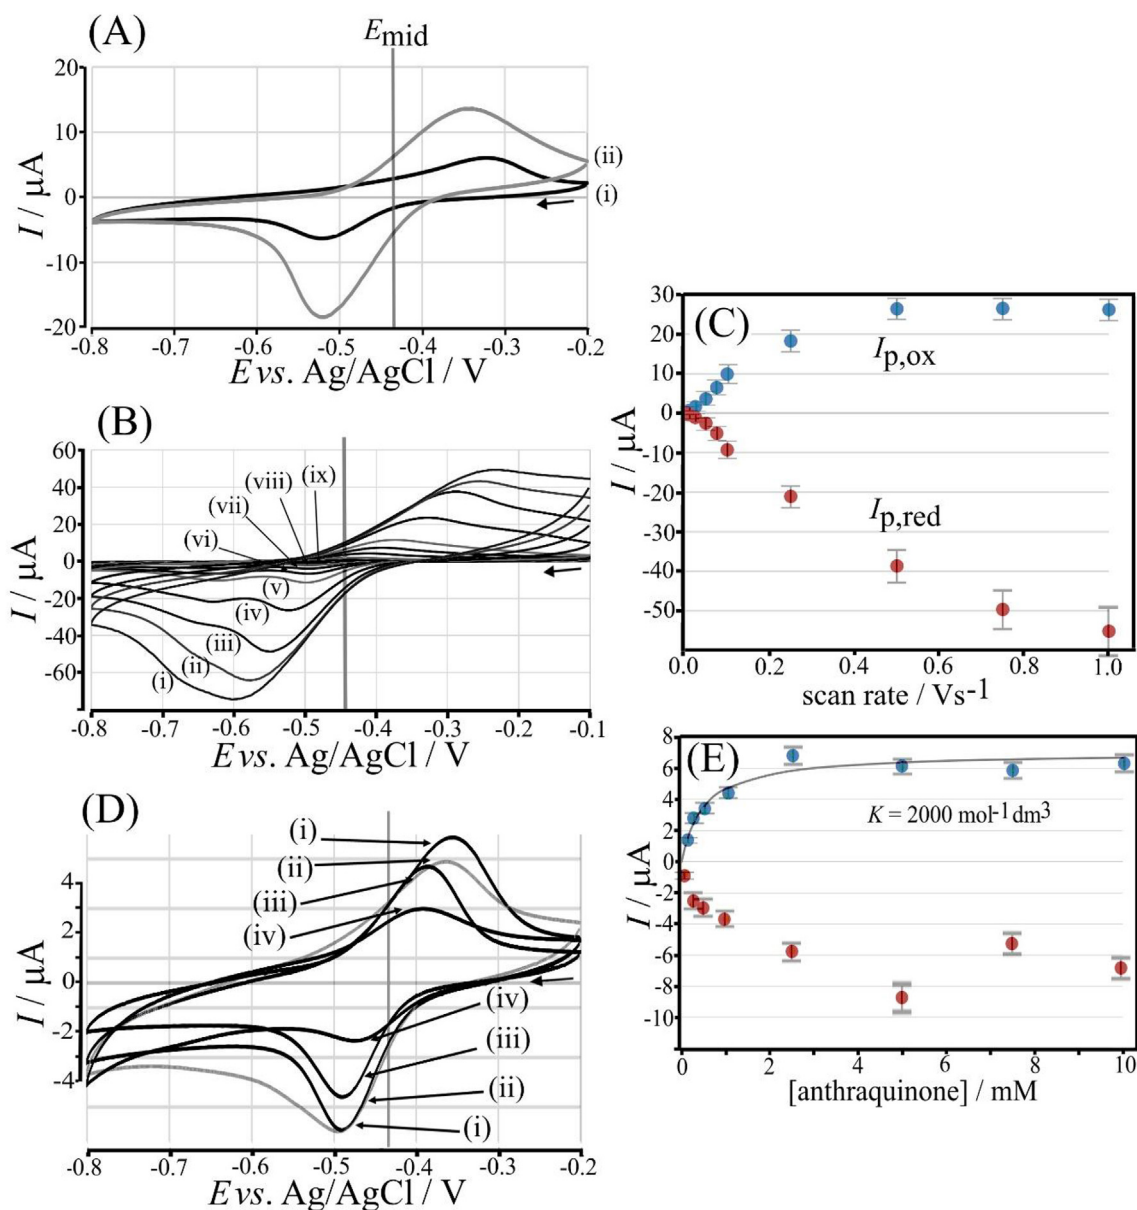 (A)
E mid
20
10
0
-10
-20
I / µA
(ii)
(i)
-0.8 -0.7 -0.6 -0.5 -0.4 -0.3 -0.2
E vs. Ag/AgCl / V
(B)
60
40
20
0
-20
-40
-60
I / µA
(ix)
(viii)
(vii)
(vi)
(v)
(iv)
(iii)
(ii)
(i)
-0.8 -0.7 -0.6 -0.5 -0.4 -0.3 -0.2 -0.1
E vs. Ag/AgCl / V
(C)
30
20
10
0
-10
-20
-30
-40
-50
I / µA
Ip,ox
Ip,red
0.0 0.2 0.4 0.6 0.8 1.0
scan rate / Vs-1
(D)
4
2
0
-2
-4
I / µA
(i)
(ii)
(iii)
(iv)
(iv)
(iii)
(ii)
(i)
-0.8 -0.7 -0.6 -0.5 -0.4 -0.3 -0.2
E vs. Ag/AgCl / V
(E)
8
6
4
2
0
-2
-4
-6
-8
-10
I / µA
K = 2000 mol-1dm3
0 2 4 6 8 10
[anthraquinone] / mM